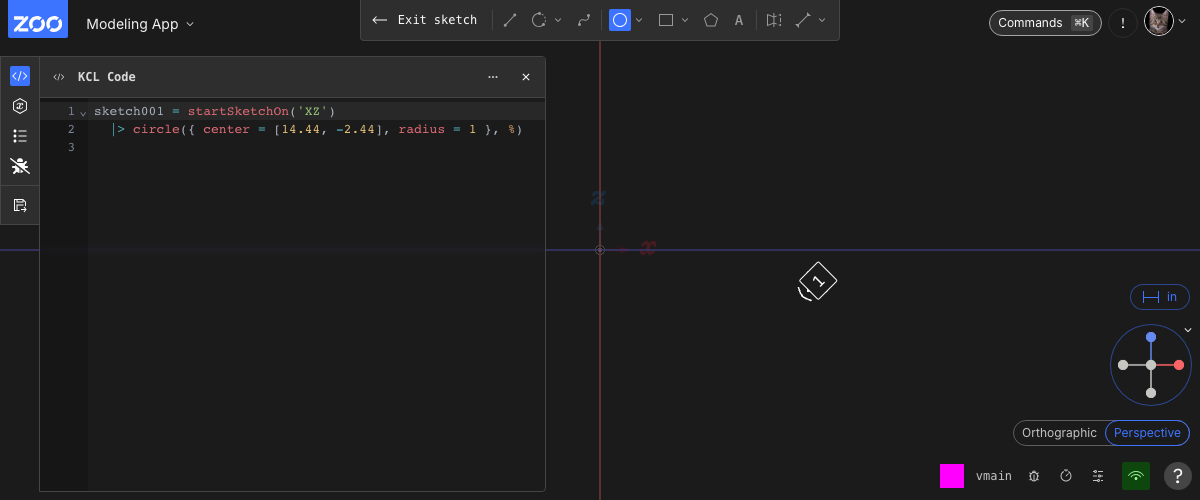 ZOO
Modeling App
Exit sketch
A
Commands ⌘K
!
KCL Code
1 sketch001 = startSketchOn('XZ')
2 |> circle({ center = [14.44, -2.44], radius = 1 }, %)
3
z
x
1
in
Orthographic
Perspective
vmain
?